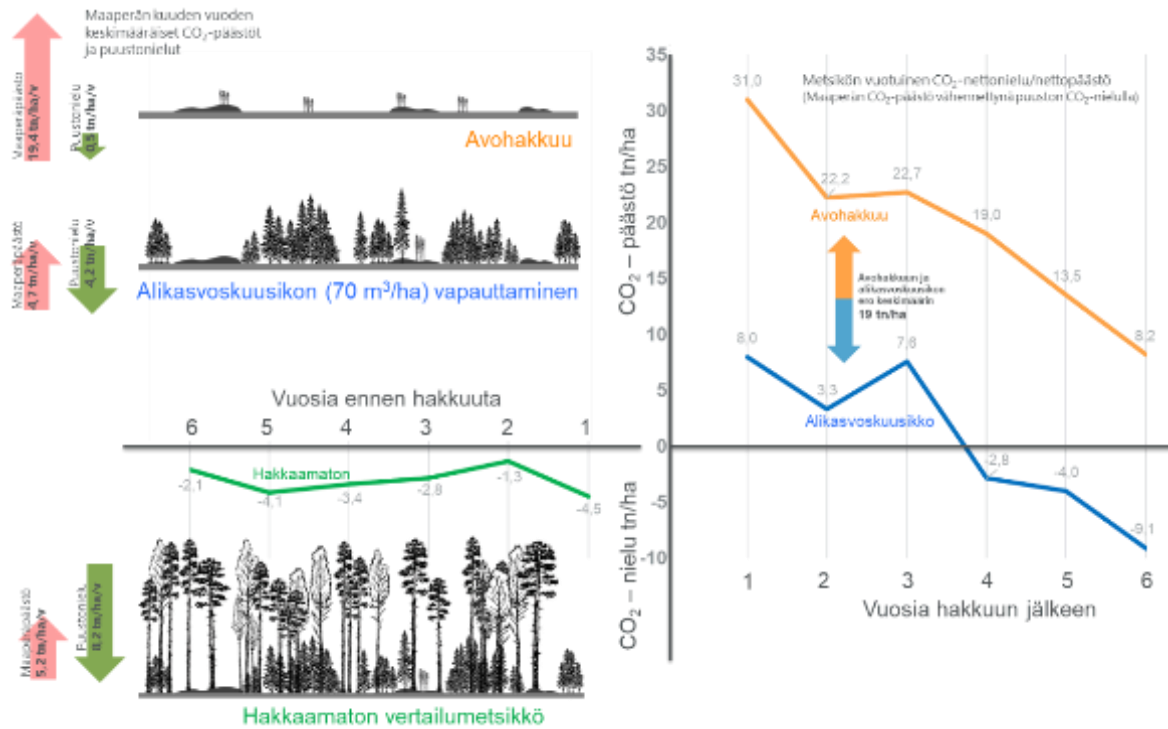 Maaperän kuuden vuoden
keskimääräiset CO₂-päästöt
ja puustonielut
Maaperäpäästö
19,4 tn/ha/v
Puustonielu
0,5 tn/ha/v
Avohakkuu
Maaperäpäästö
4,7 tn/ha/v
Puustonielu
4,2 tn/ha/v
Alikasvoskuusikon (70 m³/ha) vapauttaminen
Vuosia ennen hakkuuta
6 5 4 3 2 1
Hakkaamaton
-2,1 -4,1 -3,4 -2,8 -1,3 -4,5
Maaperäpäästö
5,2 tn/ha/v
Puustonielu
8,2 tn/ha/v
Hakkaamaton vertailumetsikkö
Metsikön vuotuinen CO₂-nettonielu/nettopäästö
(Maaperän CO₂-päästö vähennettynä puuston CO₂-nielulla)
CO₂ – päästö tn/ha
CO₂ – nielu tn/ha
35
30
25
20
15
10
5
0
-5
-10
31,0 22,2 22,7 19,0 13,5 8,2
Avohakkuu
Avohakkuun ja
alikasvoskuusikon
ero keskimäärin
19 tn/ha
8,0 3,3 7,6 -2,8 -4,0 -9,1
Alikasvoskuusikko
1 2 3 4 5 6
Vuosia hakkuun jälkeen